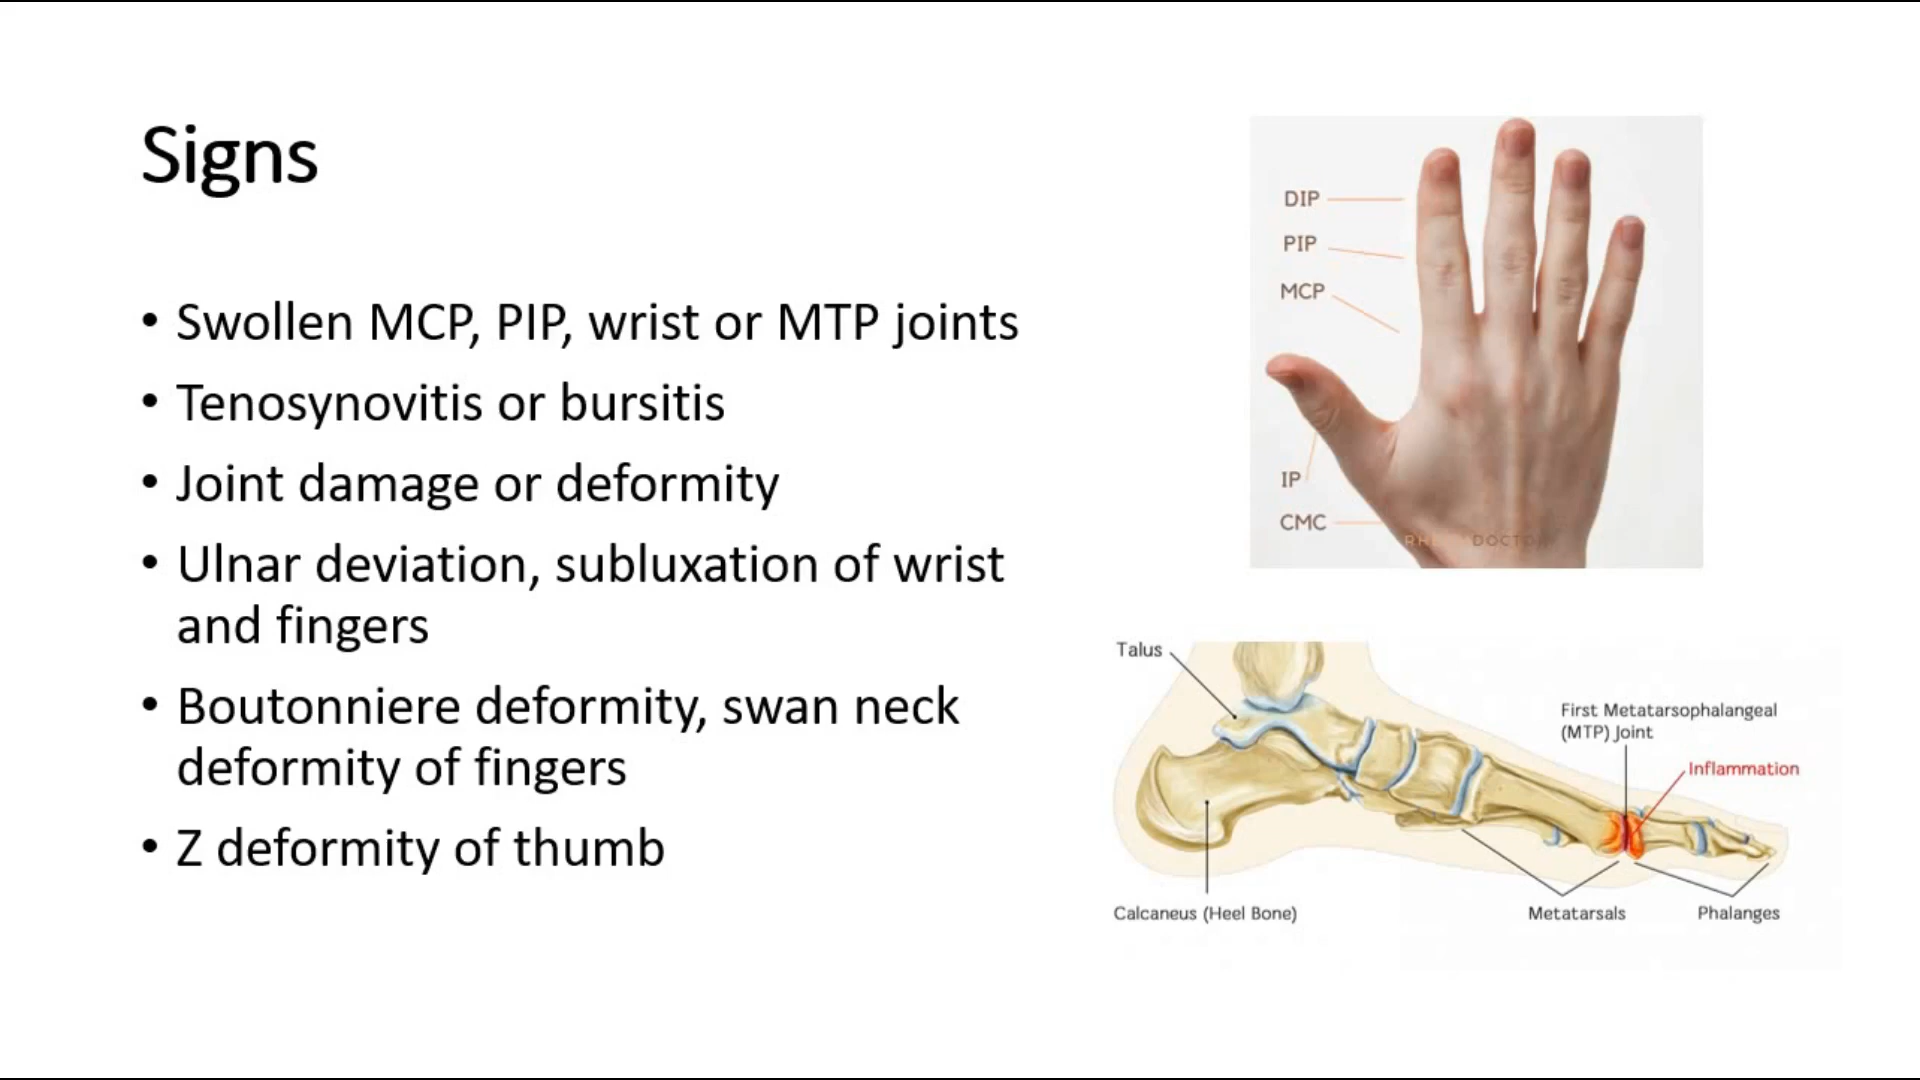 Signs
• Swollen MCP, PIP, wrist or MTP joints
• Tenosynovitis or bursitis
• Joint damage or deformity
• Ulnar deviation, subluxation of wrist
and fingers
• Boutonniere deformity, swan neck
deformity of fingers
• Z deformity of thumb
DIP
PIP
MCP
IP
CMC
Talus
First Metatarsophalangeal
(MTP) Joint
Inflammation
Calcaneus (Heel Bone)
Metatarsals
Phalanges